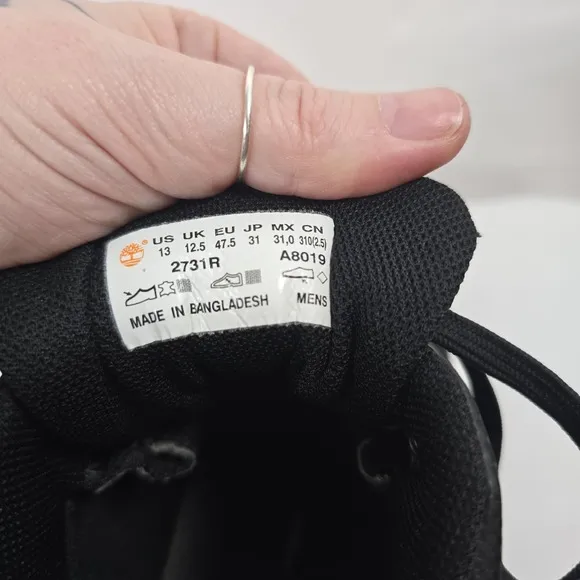 US UK EU JP MX CN
13 12.5 47.5 31 31,0 310(2.5)
2731R A8019
MENS
MADE IN BANGLADESH